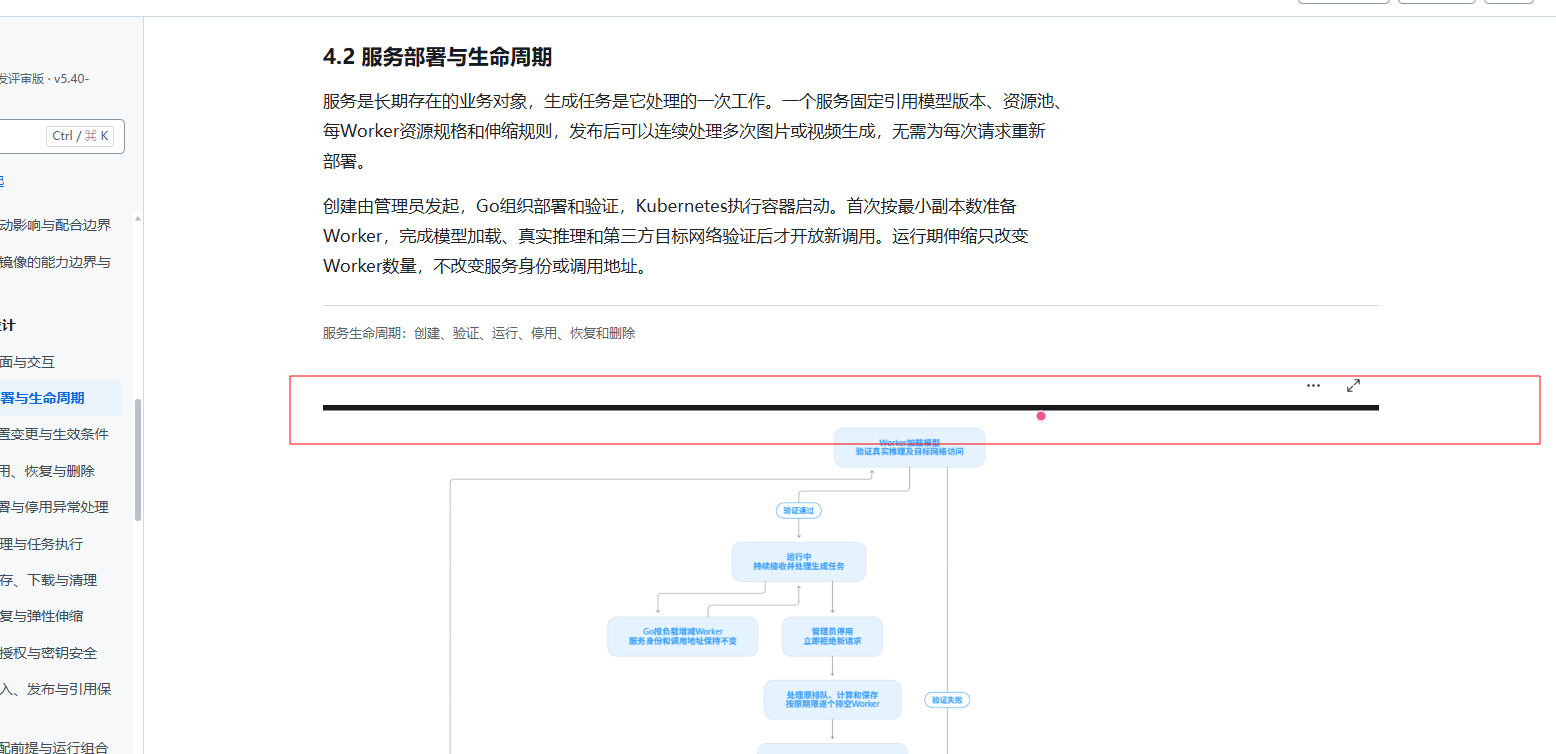 发评审版 · v5.40-
Ctrl / ⌘ K
动影响与配合边界
镜像的能力边界与
计
面与交互
署与生命周期
置变更与生效条件
用、恢复与删除
署与停用异常处理
理与任务执行
存、下载与清理
复与弹性伸缩
授权与密钥安全
入、发布与引用保
配前提与运行组合
4.2 服务部署与生命周期
服务是长期存在的业务对象，生成任务是它处理的一次工作。一个服务固定引用模型版本、资源池、
每Worker资源规格和伸缩规则，发布后可以连续处理多次图片或视频生成，无需为每次请求重新
部署。
创建由管理员发起，Go组织部署和验证，Kubernetes执行容器启动。首次按最小副本数准备
Worker，完成模型加载、真实推理和第三方目标网络验证后才开放新调用。运行期伸缩只改变
Worker数量，不改变服务身份或调用地址。
服务生命周期：创建、验证、运行、停用、恢复和删除
Worker加载模型
验证真实推理及目标网络访问
验证通过
运行中
持续接收并处理生成任务
Go按负载增减Worker
服务身份和调用地址保持不变
管理员停用
立即拒绝新请求
处理原排队、计算和保存
按原期限逐个排空Worker
验证失败